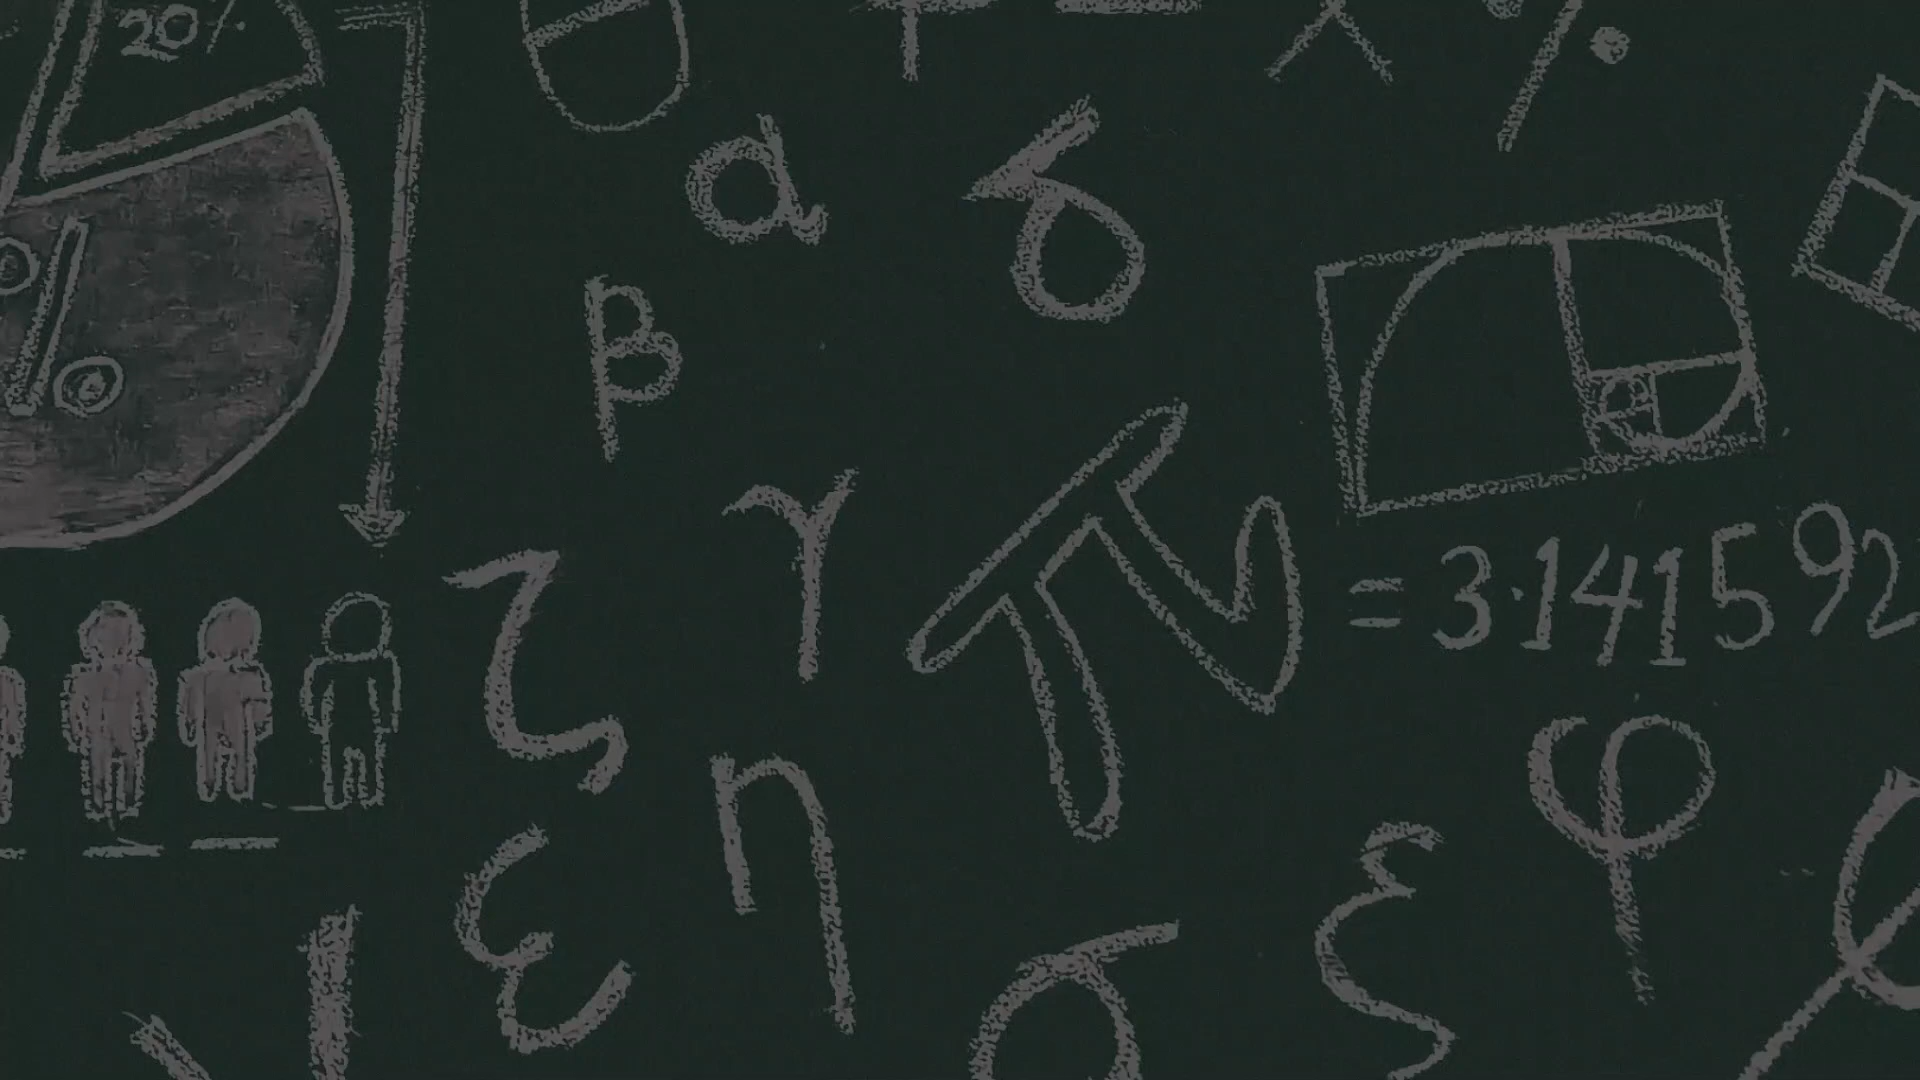 20%
θ + − × %
α δ
β
%
γ
π = 3·141592
ζ
η φ
ε ξ
σ